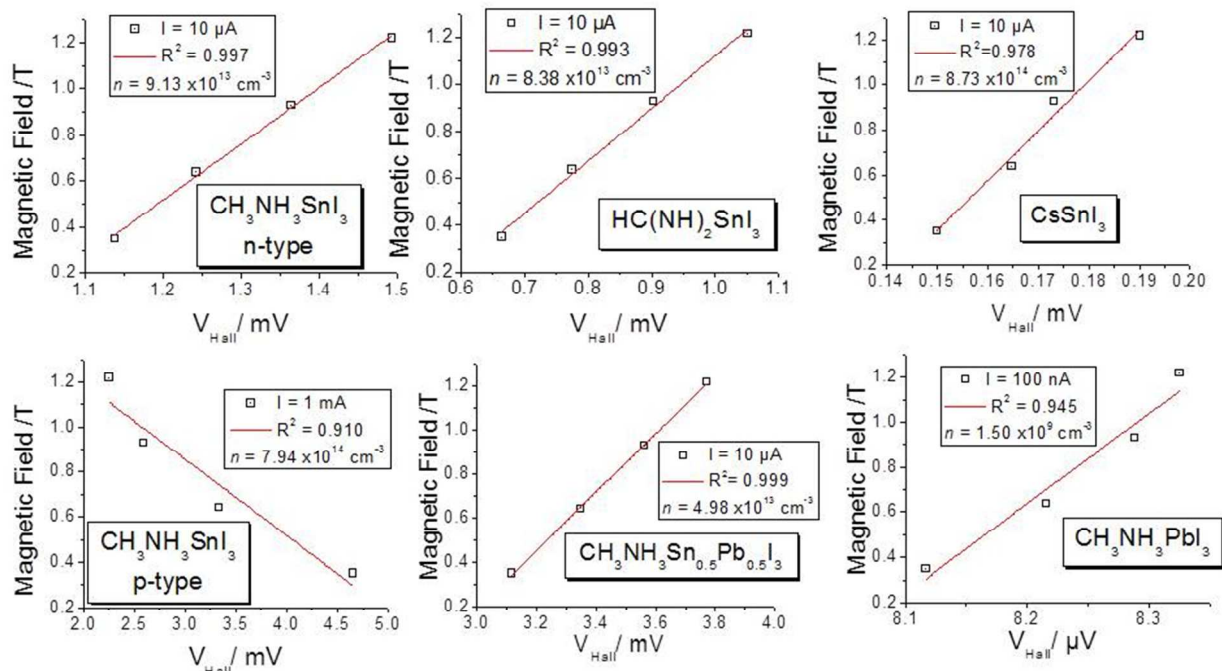 Magnetic Field /T
1.2
1.0
0.8
0.6
0.4
0.2
I = 10 µA
R² = 0.997
n = 9.13 x10¹³ cm⁻³
CH₃NH₃SnI₃
n-type
1.1 1.2 1.3 1.4 1.5
V_Hall/ mV
Magnetic Field /T
1.2
1.0
0.8
0.6
0.4
0.2
I = 10 µA
R² = 0.993
n = 8.38 x10¹³ cm⁻³
HC(NH)₂SnI₃
0.6 0.7 0.8 0.9 1.0 1.1
V_Hall/ mV
Magnetic Field /T
1.2
1.0
0.8
0.6
0.4
0.2
I = 10 µA
R²=0.978
n = 8.73 x10¹⁴ cm⁻³
CsSnI₃
0.14 0.15 0.16 0.17 0.18 0.19 0.20
V_Hall/ mV
Magnetic Field /T
1.2
1.0
0.8
0.6
0.4
0.2
I = 1 mA
R² = 0.910
n = 7.94 x10¹⁴ cm⁻³
CH₃NH₃SnI₃
p-type
2.0 2.5 3.0 3.5 4.0 4.5 5.0
V_Hall/ mV
Magnetic Field /T
1.2
1.0
0.8
0.6
0.4
0.2
I = 10 µA
R²= 0.999
n = 4.98 x10¹³ cm⁻³
CH₃NH₃Sn₀.₅Pb₀.₅I₃
3.0 3.1 3.2 3.3 3.4 3.5 3.6 3.7 3.8 3.9 4.0
V_Hall/ mV
Magnetic Field /T
1.2
1.0
0.8
0.6
0.4
0.2
I = 100 nA
R² = 0.945
n = 1.50 x10⁹ cm⁻³
CH₃NH₃PbI₃
8.1 8.2 8.3
V_Hall/ µV